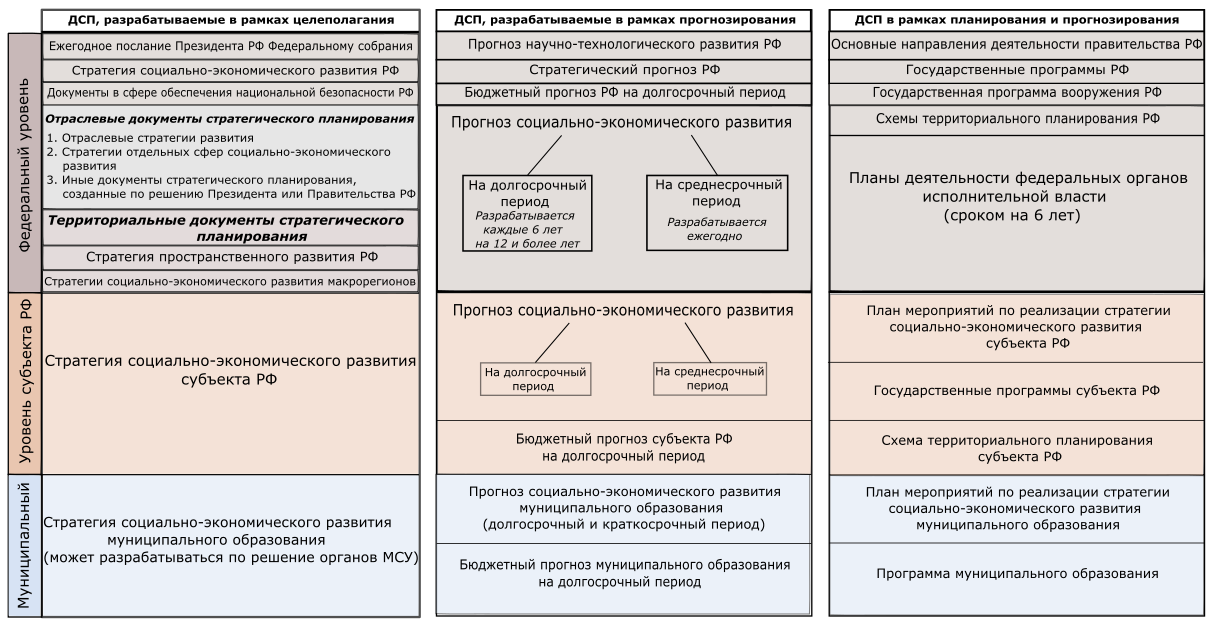 ДСП, разрабатываемые в рамках целеполагания
Федеральный уровень
Ежегодное послание Президента РФ Федеральному собрания
Стратегия социально-экономического развития РФ
Документы в сфере обеспечения национальной безопасности РФ
Отраслевые документы стратегического планирования
1. Отраслевые стратегии развития
2. Стратегии отдельных сфер социально-экономического
развития
3. Иные документы стратегического планирования,
созданные по решению Президента или Правительства РФ
Территориальные документы стратегического
планирования
Стратегия пространственного развития РФ
Стратегии социально-экономического развития макрорегионов
Уровень субъекта РФ
Стратегия социально-экономического развития
субъекта РФ
Муниципальный
Стратегия социально-экономического развития
муниципального образования
(может разрабатываться по решение органов МСУ)
ДСП, разрабатываемые в рамках прогнозирования
Прогноз научно-технологического развития РФ
Стратегический прогноз РФ
Бюджетный прогноз РФ на долгосрочный период
Прогноз социально-экономического развития
На долгосрочный
период
Разрабатывается
каждые 6 лет
на 12 и более лет
На среднесрочный
период
Разрабатывается
ежегодно
Прогноз социально-экономического развития
На долгосрочный
период
На среднесрочный
период
Бюджетный прогноз субъекта РФ
на долгосрочный период
Прогноз социально-экономического развития
муниципального образования
(долгосрочный и краткосрочный период)
Бюджетный прогноз муниципального образования
на долгосрочный период
ДСП в рамках планирования и прогнозирования
Основные направления деятельности правительства РФ
Государственные программы РФ
Государственная программа вооружения РФ
Схемы территориального планирования РФ
Планы деятельности федеральных органов
исполнительной власти
(сроком на 6 лет)
План мероприятий по реализации стратегии
социально-экономического развития
субъекта РФ
Государственные программы субъекта РФ
Схема территориального планирования
субъекта РФ
План мероприятий по реализации стратегии
социально-экономического развития
муниципального образования
Программа муниципального образования